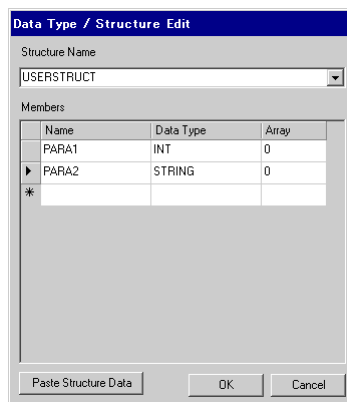 Data Type / Structure Edit
Structure Name
USERSTRUCT
Members
Name Data Type Array
PARA1 INT 0
PARA2 STRING 0
Paste Structure Data OK Cancel